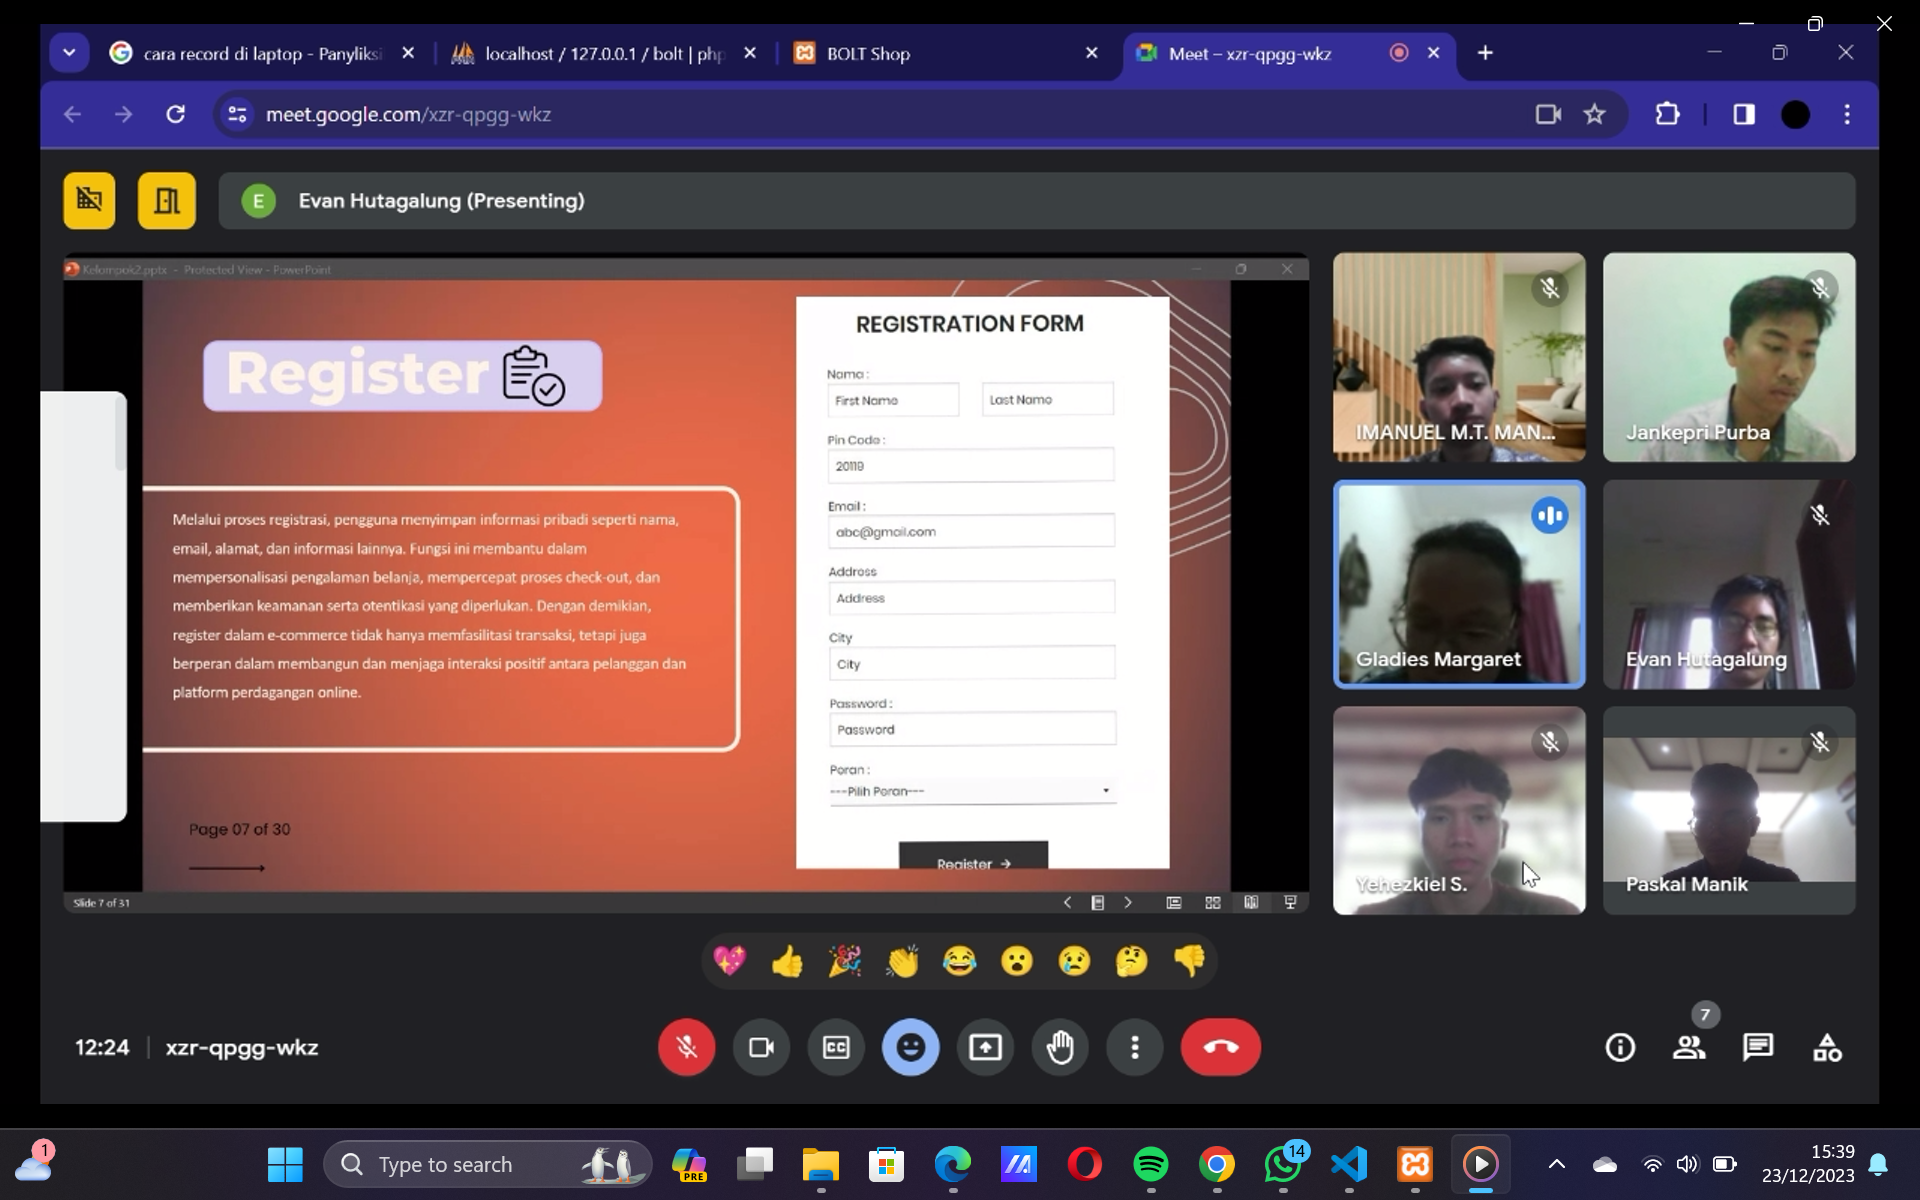 cara record di laptop - Panyliksi
localhost / 127.0.0.1 / bolt | php
BOLT Shop
Meet – xzr-qpgg-wkz
meet.google.com/xzr-qpgg-wkz
E
Evan Hutagalung (Presenting)
Kelompok2.pptx - Protected View - PowerPoint
Register
Melalui proses registrasi, pengguna menyimpan informasi pribadi seperti nama,
email, alamat, dan informasi lainnya. Fungsi ini membantu dalam
mempersonalisasi pengalaman belanja, mempercepat proses check-out, dan
memberikan keamanan serta otentikasi yang diperlukan. Dengan demikian,
register dalam e-commerce tidak hanya memfasilitasi transaksi, tetapi juga
berperan dalam membangun dan menjaga interaksi positif antara pelanggan dan
platform perdagangan online.
Page 07 of 30
REGISTRATION FORM
Nama :
First Name
Last Name
Pin Code :
20119
Email :
abc@gmail.com
Address
Address
City
City
Password :
Password
Peran :
---Pilih Peran---
Register →
Slide 7 of 31
IMANUEL M.T. MAN...
Jankepri Purba
Gladies Margaret
Evan Hutagalung
Yehezkiel S.
Paskal Manik
12:24
xzr-qpgg-wkz
CC
7
1
Type to search
PRE
14
15:39
23/12/2023